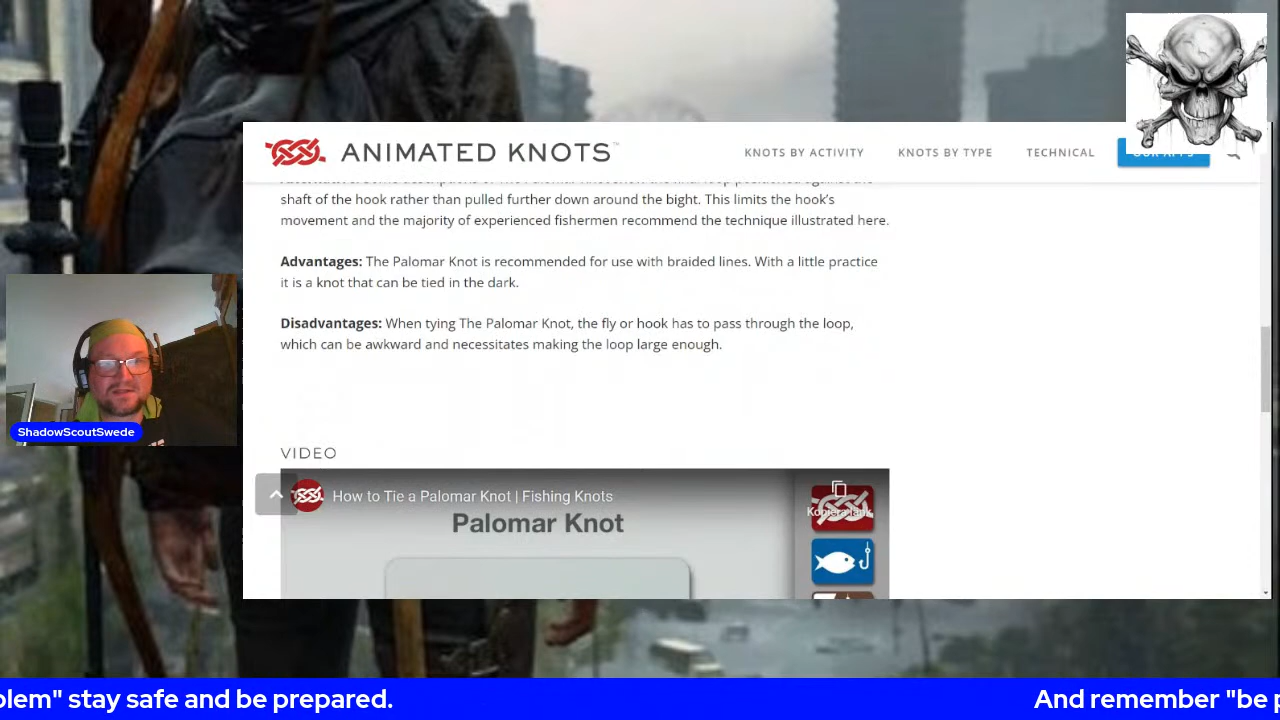 ANIMATED KNOTS
KNOTS BY ACTIVITY
KNOTS BY TYPE
TECHNICAL
OUR APPS
shaft of the hook rather than pulled further down around the bight. This limits the hook's
movement and the majority of experienced fishermen recommend the technique illustrated here.
Advantages: The Palomar Knot is recommended for use with braided lines. With a little practice
it is a knot that can be tied in the dark.
Disadvantages: When tying The Palomar Knot, the fly or hook has to pass through the loop,
which can be awkward and necessitates making the loop large enough.
ShadowScoutSwede
VIDEO
How to Tie a Palomar Knot | Fishing Knots
Palomar Knot
blem" stay safe and be prepared.
And remember "be p